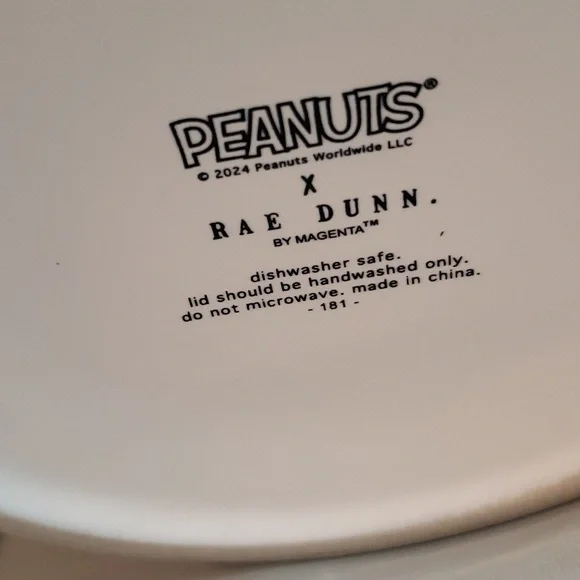 PEANUTS®
© 2024 Peanuts Worldwide LLC
X
RAE DUNN.
BY MAGENTA™
dishwasher safe.
lid should be handwashed only.
do not microwave. made in china.
- 181 -